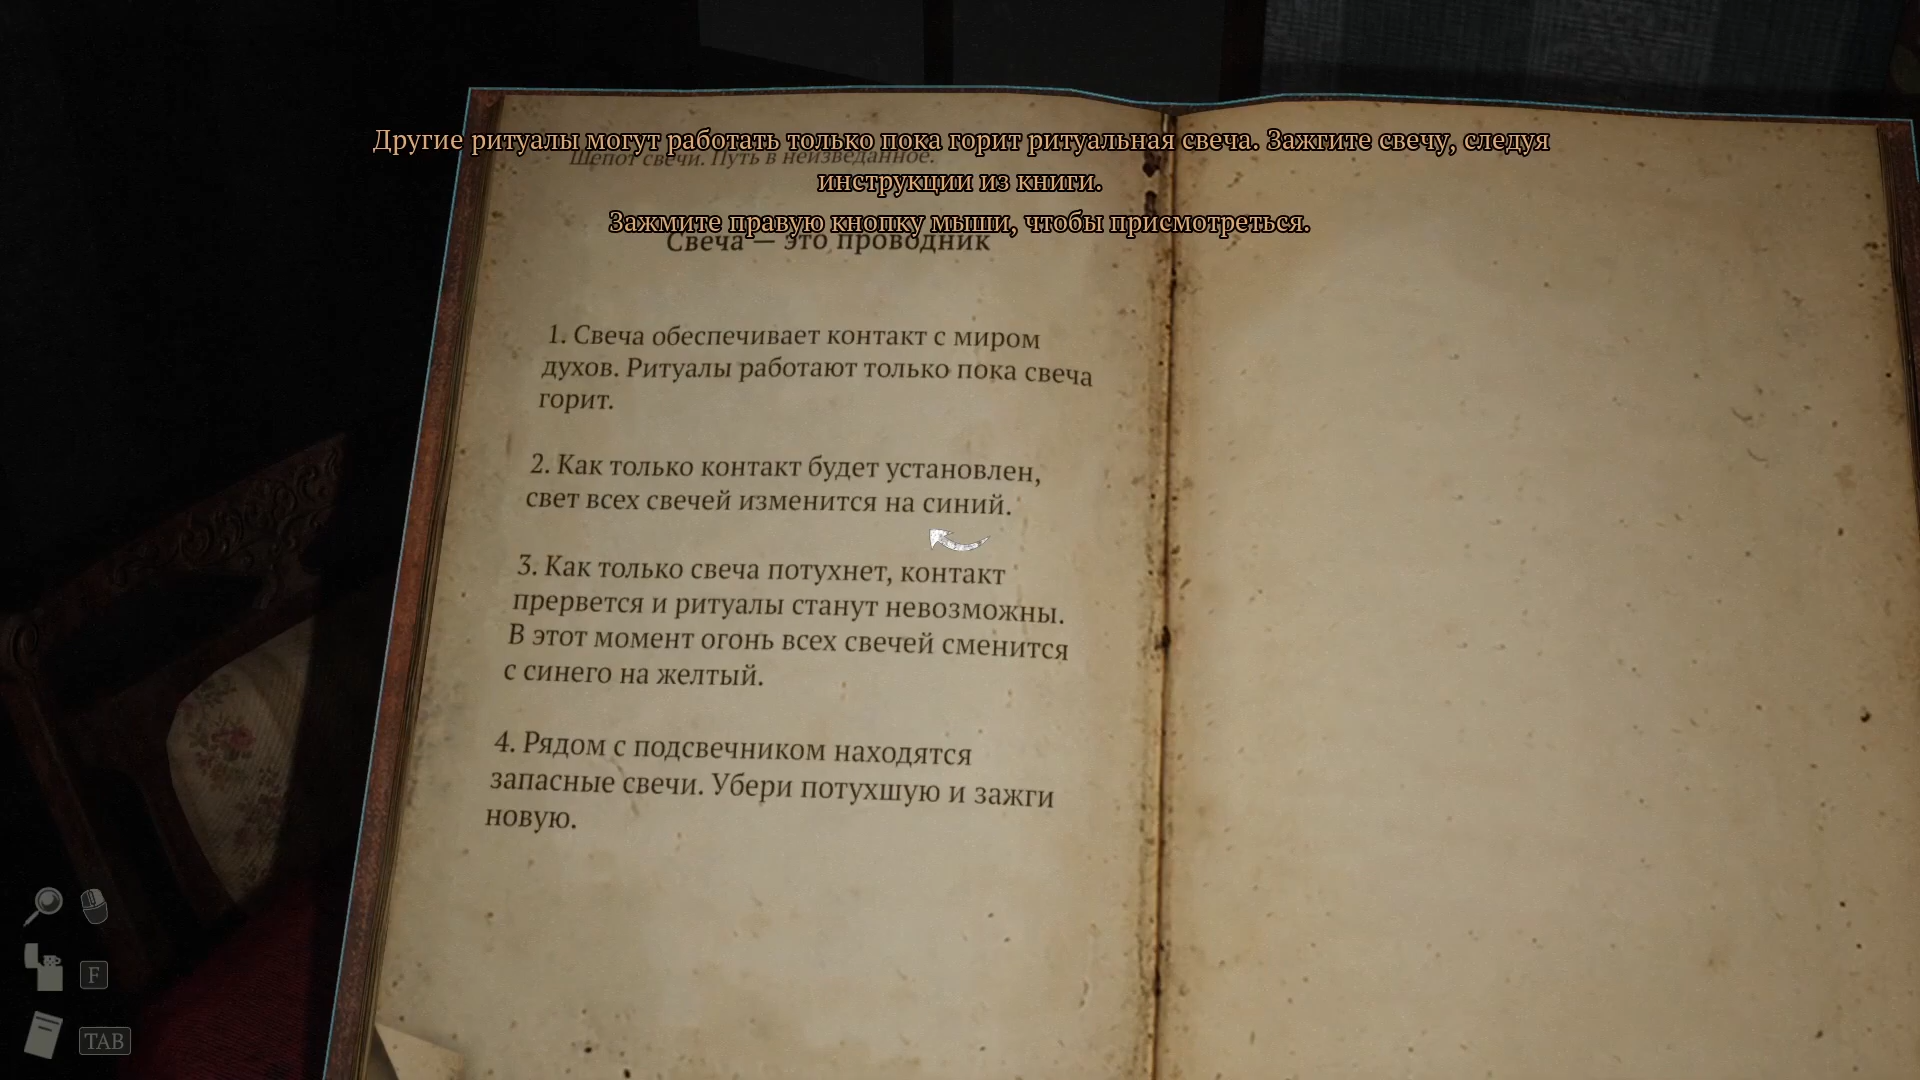 Другие ритуалы могут работать только пока горит ритуальная свеча. Зажгите свечу, следуя
инструкции из книги.
Зажмите правую кнопку мыши, чтобы присмотреться.
Шепот свечи. Путь в неизведанное.
Свеча — это проводник
1. Свеча обеспечивает контакт с миром
духов. Ритуалы работают только пока свеча
горит.
2. Как только контакт будет установлен,
свет всех свечей изменится на синий.
3. Как только свеча потухнет, контакт
прервется и ритуалы станут невозможны.
В этот момент огонь всех свечей сменится
с синего на желтый.
4. Рядом с подсвечником находятся
запасные свечи. Убери потухшую и зажги
новую.
F
TAB